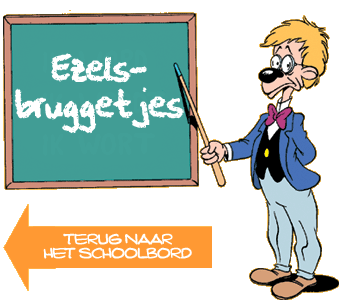 Ezels-
bruggetjes
TERUG NAAR
HET SCHOOLBORD